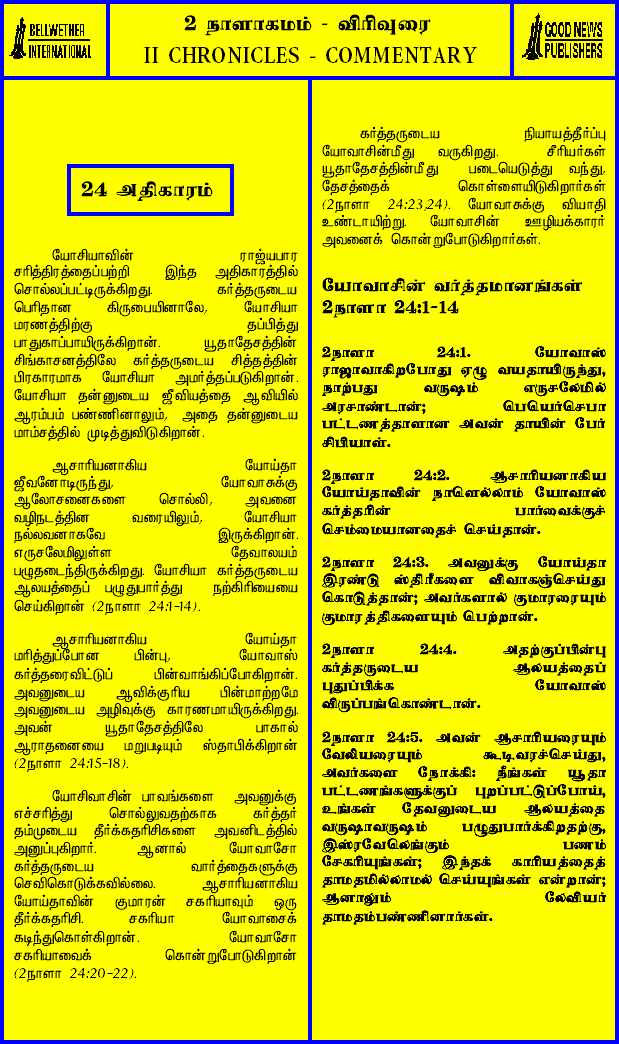 BELLWETHER
INTERNATIONAL
2 நாளாகமம் - விரிவுரை
II CHRONICLES - COMMENTARY
GOOD NEWS
PUBLISHERS
24 அதிகாரம்
யோசியாவின் ராஜ்யபார
சரித்திரத்தைப்பற்றி இந்த அதிகாரத்தில்
சொல்லப்பட்டிருக்கிறது. கர்த்தருடைய
பெரிதான கிருபையினாலே, யோசியா
மரணத்திற்கு தப்பித்து
பாதுகாப்பாயிருக்கிறான். யூதாதேசத்தின்
சிங்காசனத்திலே கர்த்தருடைய சித்தத்தின்
பிரகாரமாக யோசியா அமர்த்தப்படுகிறான்.
யோசியா தன்னுடைய ஜீவியத்தை ஆவியில்
ஆரம்பம் பண்ணினாலும், அதை தன்னுடைய
மாம்சத்தில் முடித்துவிடுகிறான்.
ஆசாரியனாகிய யோய்தா
ஜீவனோடிருந்து, யோவாசுக்கு
ஆலோசனைகளை சொல்லி, அவனை
வழிநடத்தின வரையிலும், யோசியா
நல்லவனாகவே இருக்கிறான்.
எருசலேமிலுள்ள தேவாலயம்
பழுதடைந்திருக்கிறது. யோசியா கர்த்தருடைய
ஆலயத்தைப் பழுதுபார்த்து நற்கிரியையை
செய்கிறான் (2நாளா 24:1-14).
ஆசாரியனாகிய யோய்தா
மரித்துப்போன பின்பு, யோவாஸ்
கர்த்தரைவிட்டுப் பின்வாங்கிப்போகிறான்.
அவனுடைய ஆவிக்குரிய பின்மாற்றமே
அவனுடைய அழிவுக்கு காரணமாயிருக்கிறது.
அவன் யூதாதேசத்திலே பாகால்
ஆராதனையை மறுபடியும் ஸ்தாபிக்கிறான்
(2நாளா 24:15-18).
யோசிவாசின் பாவங்களை அவனுக்கு
எச்சரித்து சொல்லுவதற்காக கர்த்தர்
தம்முடைய தீர்க்கதரிசிகளை அவனிடத்தில்
அனுப்புகிறார். ஆனால் யோவாசோ
கர்த்தருடைய வார்த்தைகளுக்கு
செவிகொடுக்கவில்லை. ஆசாரியனாகிய
யோய்தாவின் குமாரன் சகரியாவும் ஒரு
தீர்க்கதரிசி. சகரியா யோவாசைக்
கடிந்துகொள்கிறான். யோவாசோ
சகரியாவைக் கொன்றுபோடுகிறான்
(2நாளா 24:20-22).
கர்த்தருடைய நியாயத்தீர்ப்பு
யோவாசின்மீது வருகிறது. சீரியர்கள்
யூதாதேசத்தின்மீது படையெடுத்து வந்து,
தேசத்தைக் கொள்ளையிடுகிறார்கள்
(2நாளா 24:23,24). யோவாசுக்கு வியாதி
உண்டாயிற்று. யோவாசின் ஊழியக்காரர்
அவனைக் கொன்றுபோடுகிறார்கள்.
யோவாசின் வர்த்தமானங்கள்
2நாளா 24:1-14
2நாளா 24:1. யோவாஸ்
ராஜாவாகிறபோது ஏழு வயதாயிருந்து,
நாற்பது வருஷம் எருசலேமில்
அரசாண்டான்; பெயெர்செபா
பட்டணத்தாளான அவன் தாயின் பேர்
சிபியாள்.
2நாளா 24:2. ஆசாரியனாகிய
யோய்தாவின் நாளெல்லாம் யோவாஸ்
கர்த்தரின் பார்வைக்குச்
செம்மையானதைச் செய்தான்.
2நாளா 24:3. அவனுக்கு யோய்தா
இரண்டு ஸ்திரீகளை விவாகஞ்செய்து
கொடுத்தான்; அவர்களால் குமாரரையும்
குமாரத்திகளையும் பெற்றான்.
2நாளா 24:4. அதற்குப்பின்பு
கர்த்தருடைய ஆலயத்தைப்
புதுப்பிக்க யோவாஸ்
விருப்பங்கொண்டான்.
2நாளா 24:5. அவன் ஆசாரியரையும்
லேவியரையும் கூடிவரச்செய்து,
அவர்களை நோக்கி: நீங்கள் யூதா
பட்டணங்களுக்குப் புறப்பட்டுப்போய்,
உங்கள் தேவனுடைய ஆலயத்தை
வருஷாவருஷம் பழுதுபார்க்கிறதற்கு,
இஸ்ரவேலெங்கும் பணம்
சேகரியுங்கள்; இந்தக் காரியத்தைத்
தாமதமில்லாமல் செய்யுங்கள் என்றான்;
ஆனாலும் லேவியர்
தாமதம்பண்ணினார்கள்.